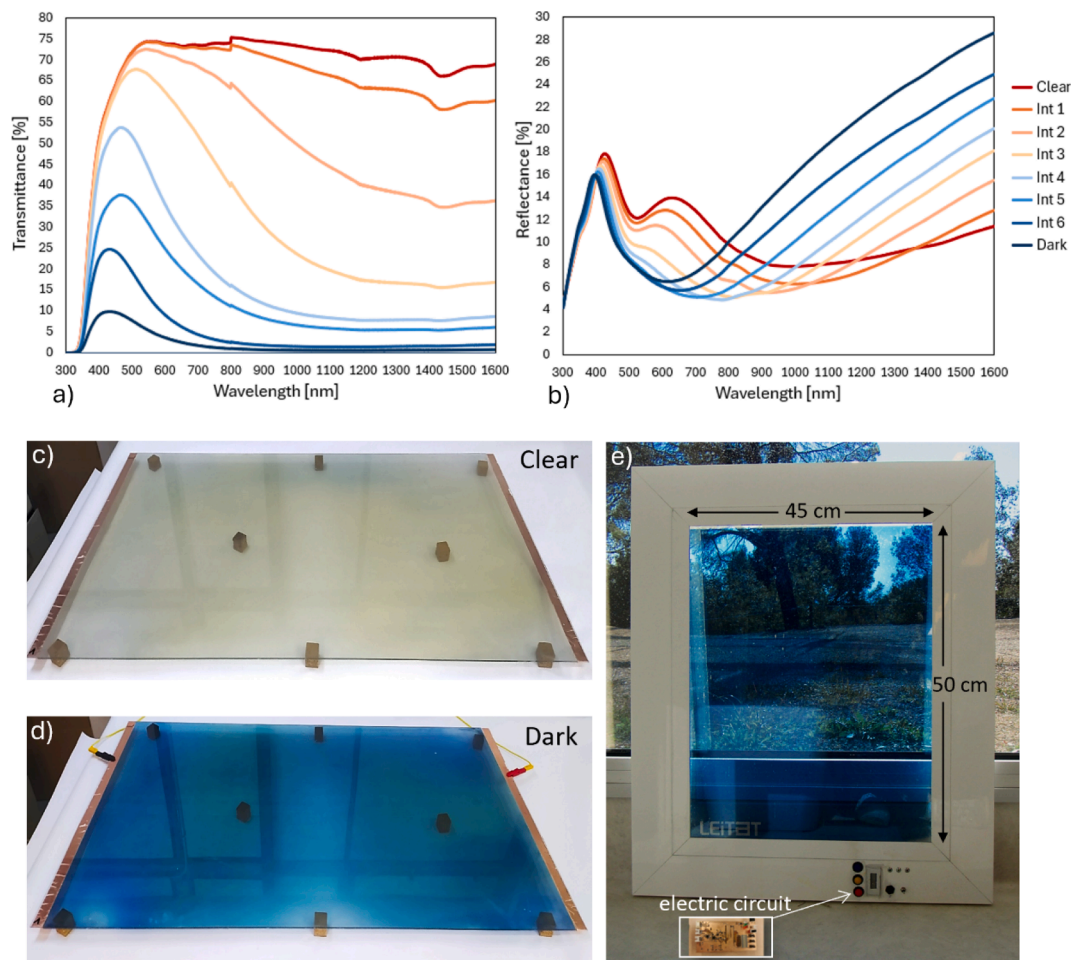 80
75
70
65
60
55
50
45
40
35
30
25
20
15
10
5
0
Transmittance [%]
300 400 500 600 700 800 900 1000 1100 1200 1300 1400 1500 1600
Wavelength [nm]
a)
30
28
26
24
22
20
18
16
14
12
10
8
6
4
2
0
Reflectance [%]
300 400 500 600 700 800 900 1000 1100 1200 1300 1400 1500 1600
Wavelength [nm]
b)
Clear
Int 1
Int 2
Int 3
Int 4
Int 5
Int 6
Dark
c)
Clear
d)
Dark
e)
45 cm
50 cm
LEITAT
electric circuit